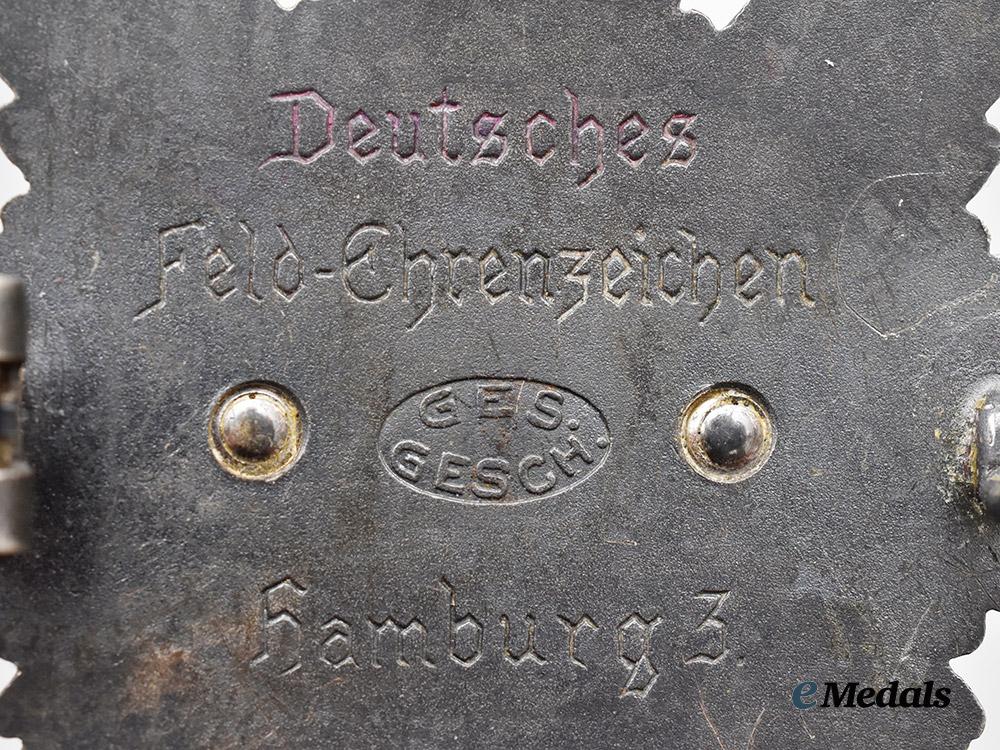 Deutsches
Feld-Ehrenzeichen
GES.
GESCH.
Hamburg 3.
eMedals